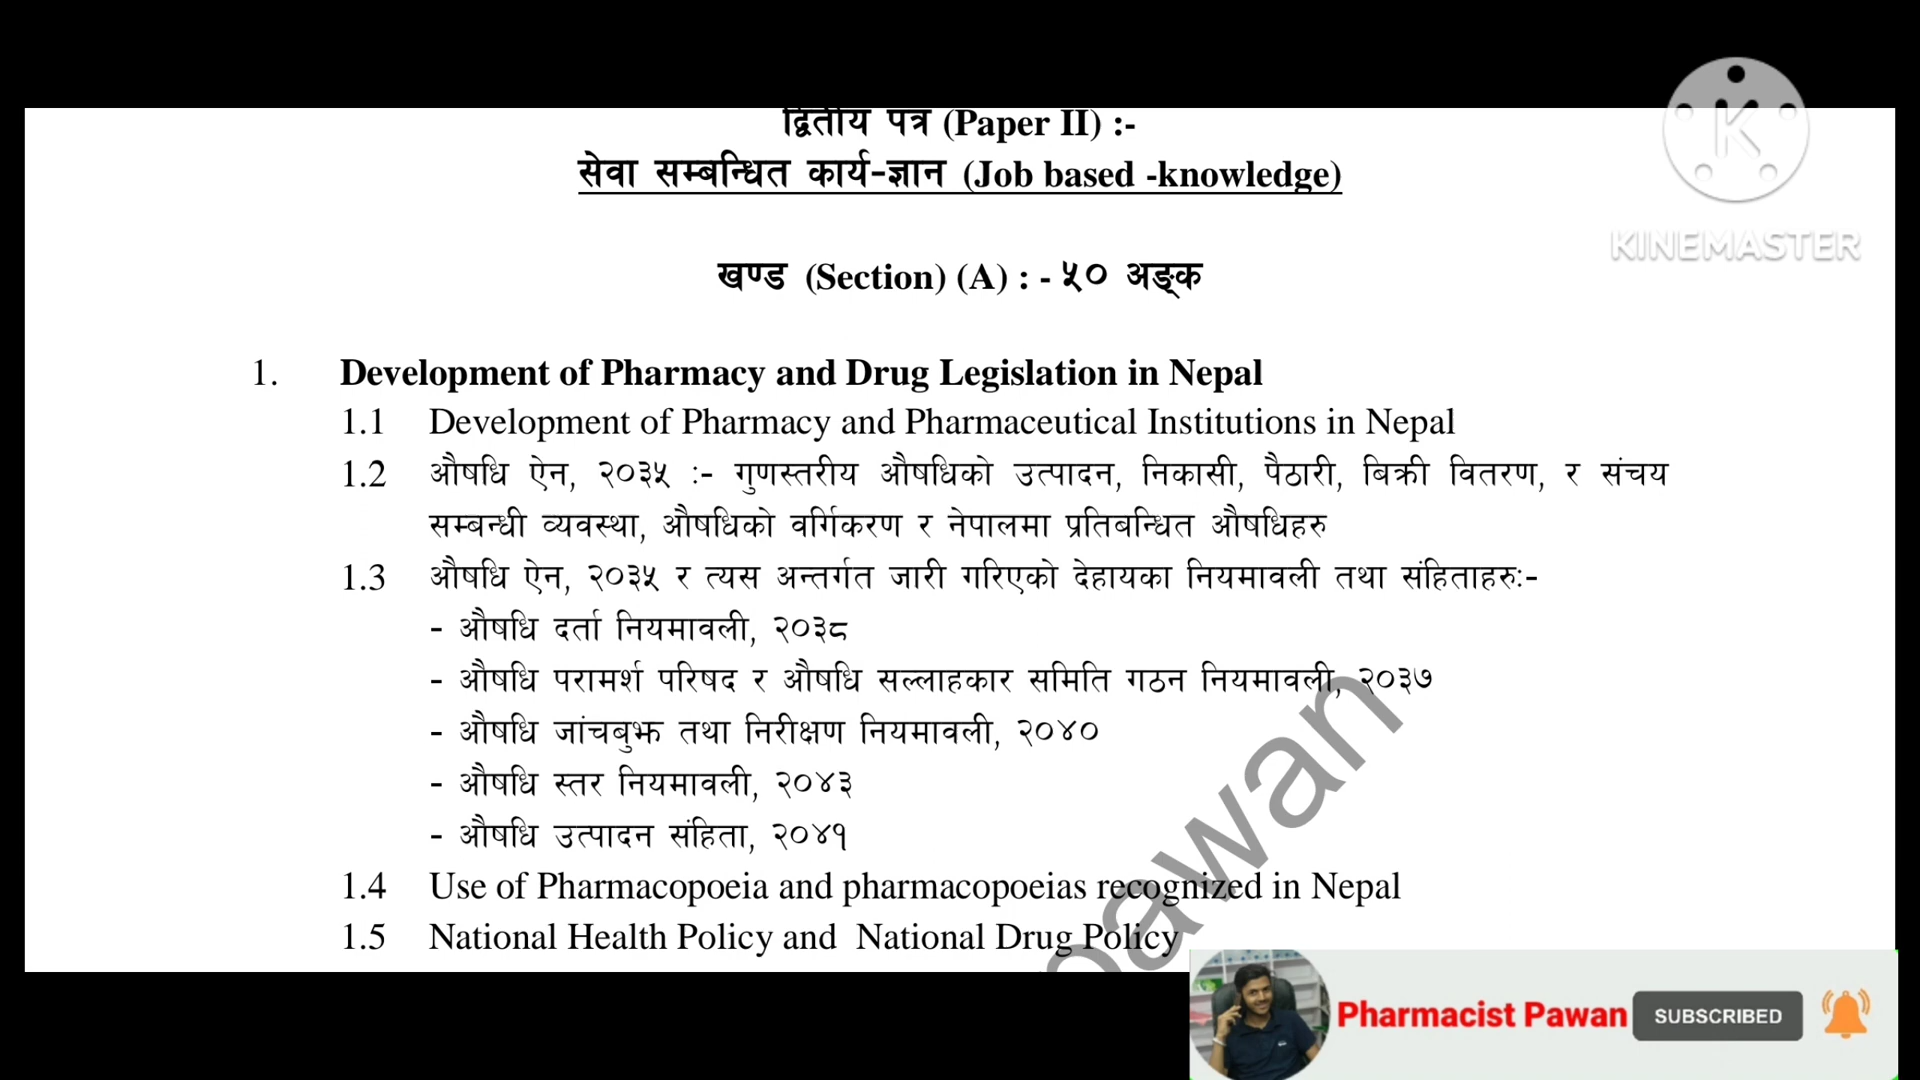 द्वितीय पत्र (Paper II) :-
सेवा सम्बन्धित कार्य-ज्ञान (Job based -knowledge)
खण्ड (Section) (A) : - ५० अङ्क
1. Development of Pharmacy and Drug Legislation in Nepal
1.1 Development of Pharmacy and Pharmaceutical Institutions in Nepal
1.2 औषधि ऐन, २०३५ :- गुणस्तरीय औषधिको उत्पादन, निकासी, पैठारी, बिक्री वितरण, र संचय
सम्बन्धी व्यवस्था, औषधिको वर्गिकरण र नेपालमा प्रतिबन्धित औषधिहरु
1.3 औषधि ऐन, २०३५ र त्यस अन्तर्गत जारी गरिएको देहायका नियमावली तथा संहिताहरुः-
- औषधि दर्ता नियमावली, २०३८
- औषधि परामर्श परिषद र औषधि सल्लाहकार समिति गठन नियमावली, २०३७
- औषधि जांचबुझ तथा निरीक्षण नियमावली, २०४०
- औषधि स्तर नियमावली, २०४३
- औषधि उत्पादन संहिता, २०४१
1.4 Use of Pharmacopoeia and pharmacopoeias recognized in Nepal
1.5 National Health Policy and National Drug Policy
pawan
K
KINEMASTER
Pharmacist Pawan
SUBSCRIBED